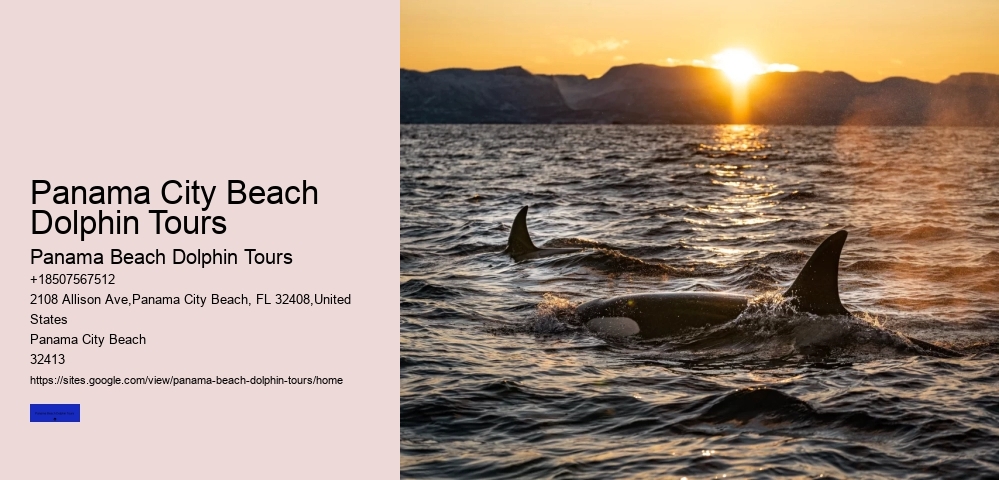 Panama City Beach
Dolphin Tours
Panama Beach Dolphin Tours
+18507567512
2108 Allison Ave,Panama City Beach, FL 32408,United
States
Panama City Beach
32413
https://sites.google.com/view/panama-beach-dolphin-tours/home